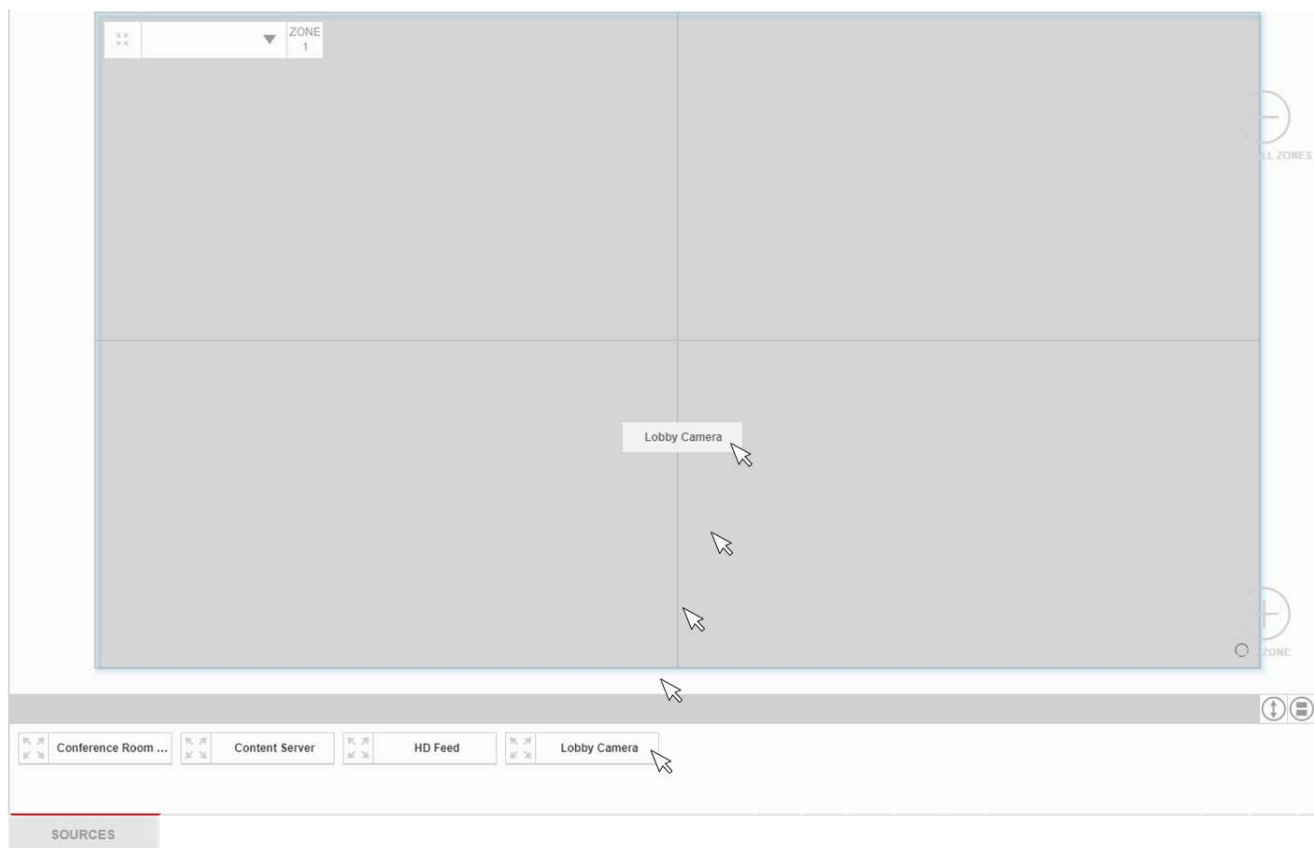 ZONE
1
LL ZONES
Lobby Camera
ZONE
Conference Room ...
Content Server
HD Feed
Lobby Camera
SOURCES